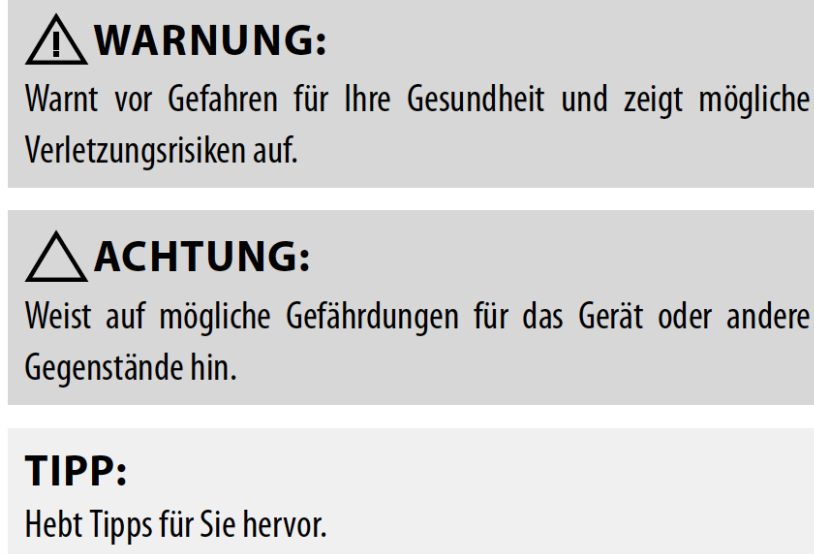 WARNUNG:
Warnt vor Gefahren für Ihre Gesundheit und zeigt mögliche
Verletzungsrisiken auf.
ACHTUNG:
Weist auf mögliche Gefährdungen für das Gerät oder andere
Gegenstände hin.
TIPP:
Hebt Tipps für Sie hervor.